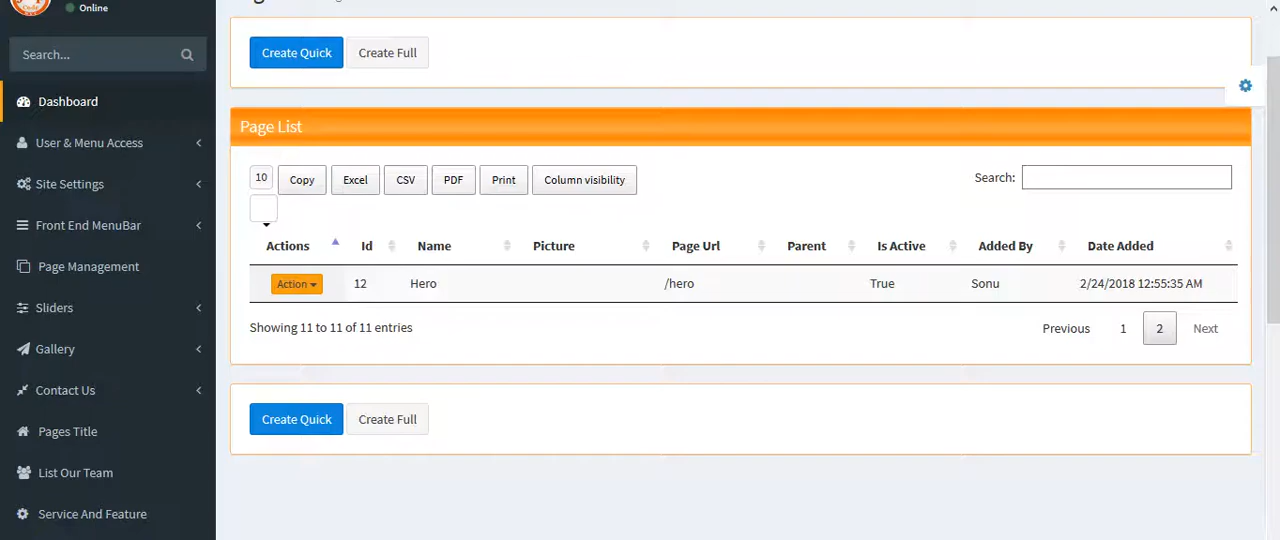 Online
Create Quick Create Full
Search...
Dashboard
Page List
User & Menu Access
10 Copy Excel CSV PDF Print Column visibility Search:
Site Settings
Front End MenuBar
Actions Id Name Picture Page Url Parent Is Active Added By Date Added
Page Management
Action 12 Hero /hero True Sonu 2/24/2018 12:55:35 AM
Sliders
Showing 11 to 11 of 11 entries Previous 1 2 Next
Gallery
Contact Us
Create Quick Create Full
Pages Title
List Our Team
Service And Feature